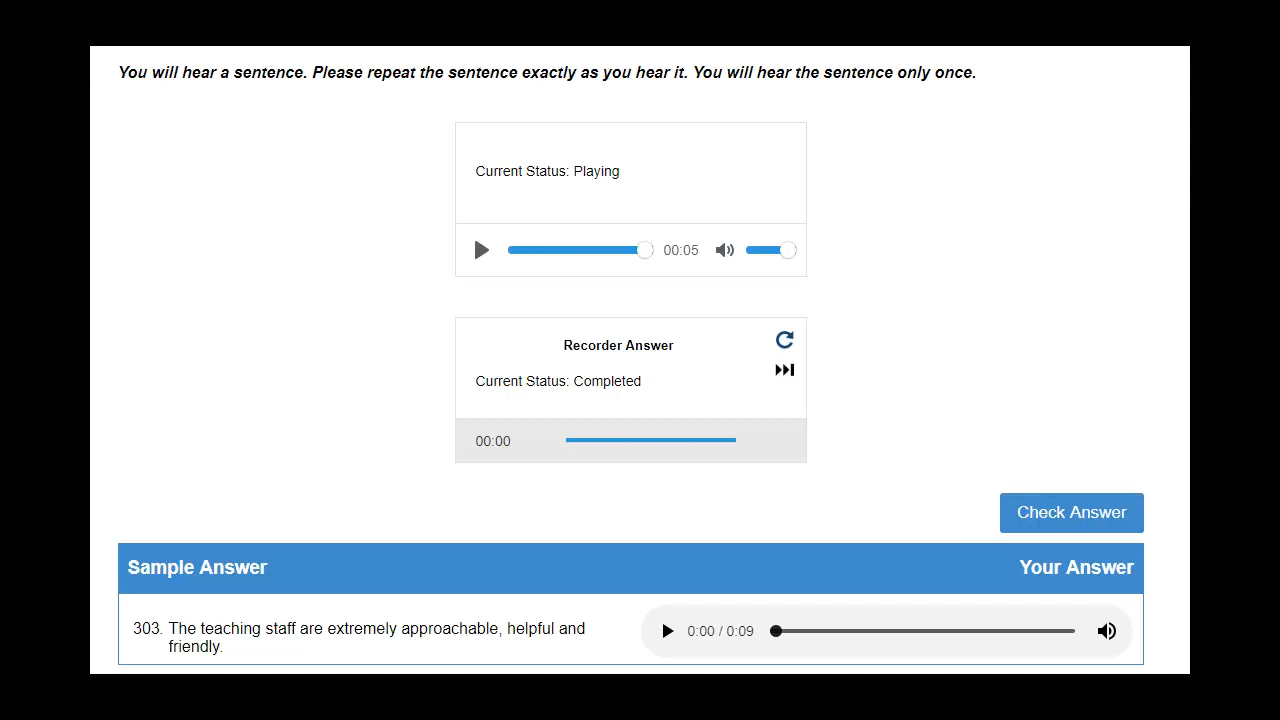 You will hear a sentence. Please repeat the sentence exactly as you hear it. You will hear the sentence only once.
Current Status: Playing
00:05
Recorder Answer
Current Status: Completed
00:00
Check Answer
Sample Answer
Your Answer
303. The teaching staff are extremely approachable, helpful and
friendly.
0:00 / 0:09